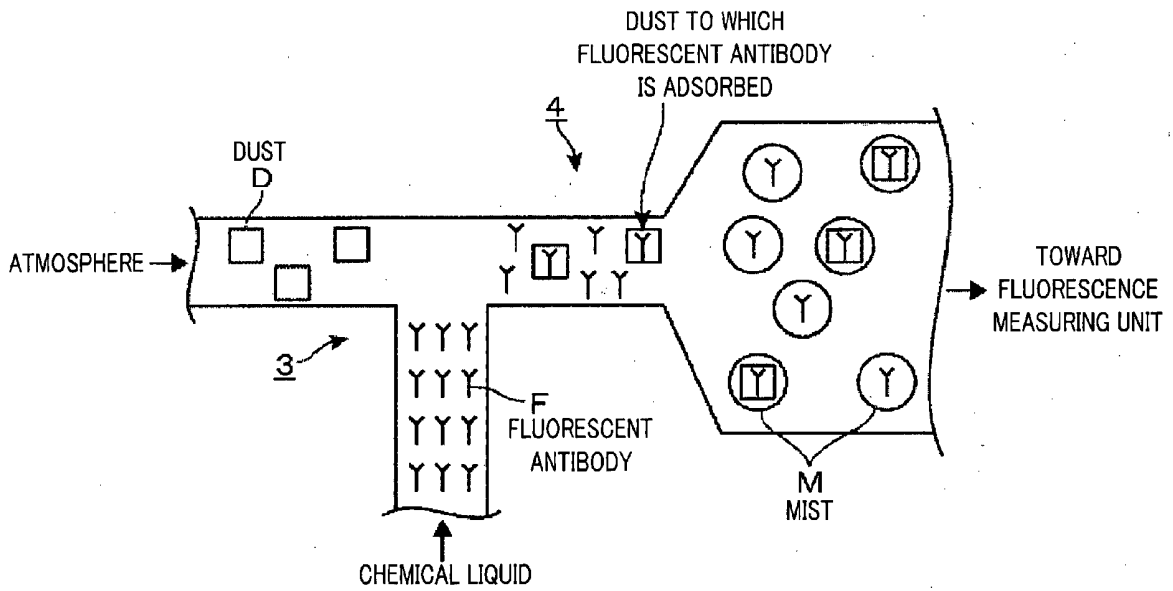 DUST TO WHICH
FLUORESCENT ANTIBODY
IS ADSORBED
4
DUST
D
ATMOSPHERE
TOWARD
FLUORESCENCE
MEASURING UNIT
3
F
FLUORESCENT
ANTIBODY
M
MIST
CHEMICAL LIQUID